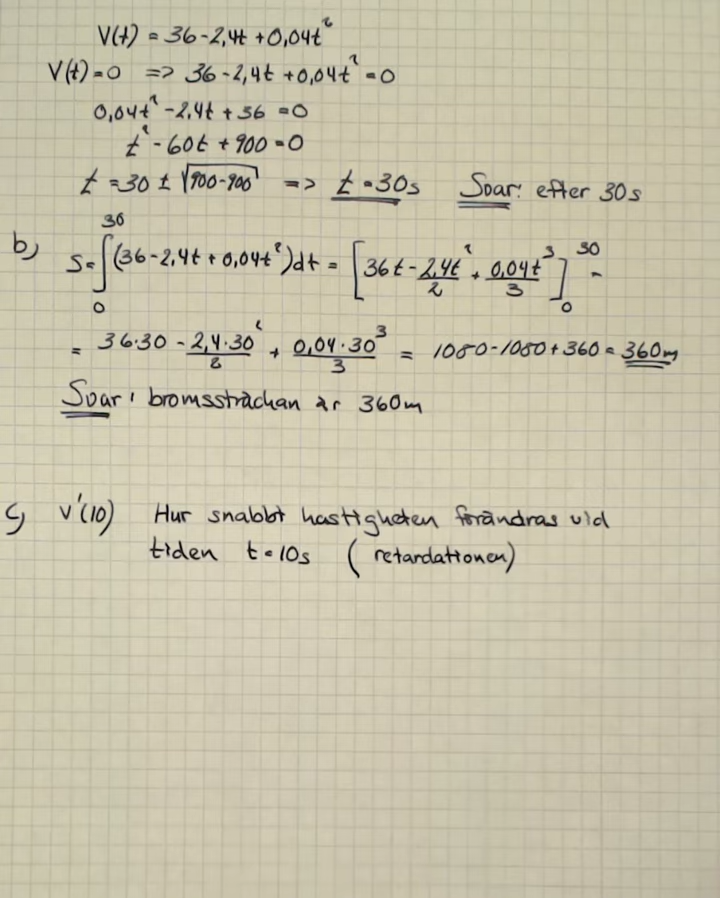 V(t) = 36-2,4t +0,04t²
V(t)=0 => 36-2,4t +0,04t² =0
0,04t² -2,4t + 36 =0
t² - 60t + 900 =0
t =30 ± √900-900 => t =30s Svar: efter 30s
b) S= ∫₀³⁰ (36-2,4t + 0,04t²)dt = [36t - 2,4t²/2 + 0,04t³/3]₀³⁰ =
= 36·30 - 2,4·30²/2 + 0,04·30³/3 = 1080-1080+360 = 360m
Svar: bromssträckan är 360m
c) V'(10) Hur snabbt hastigheten förändras vid
tiden t=10s (retardationen)